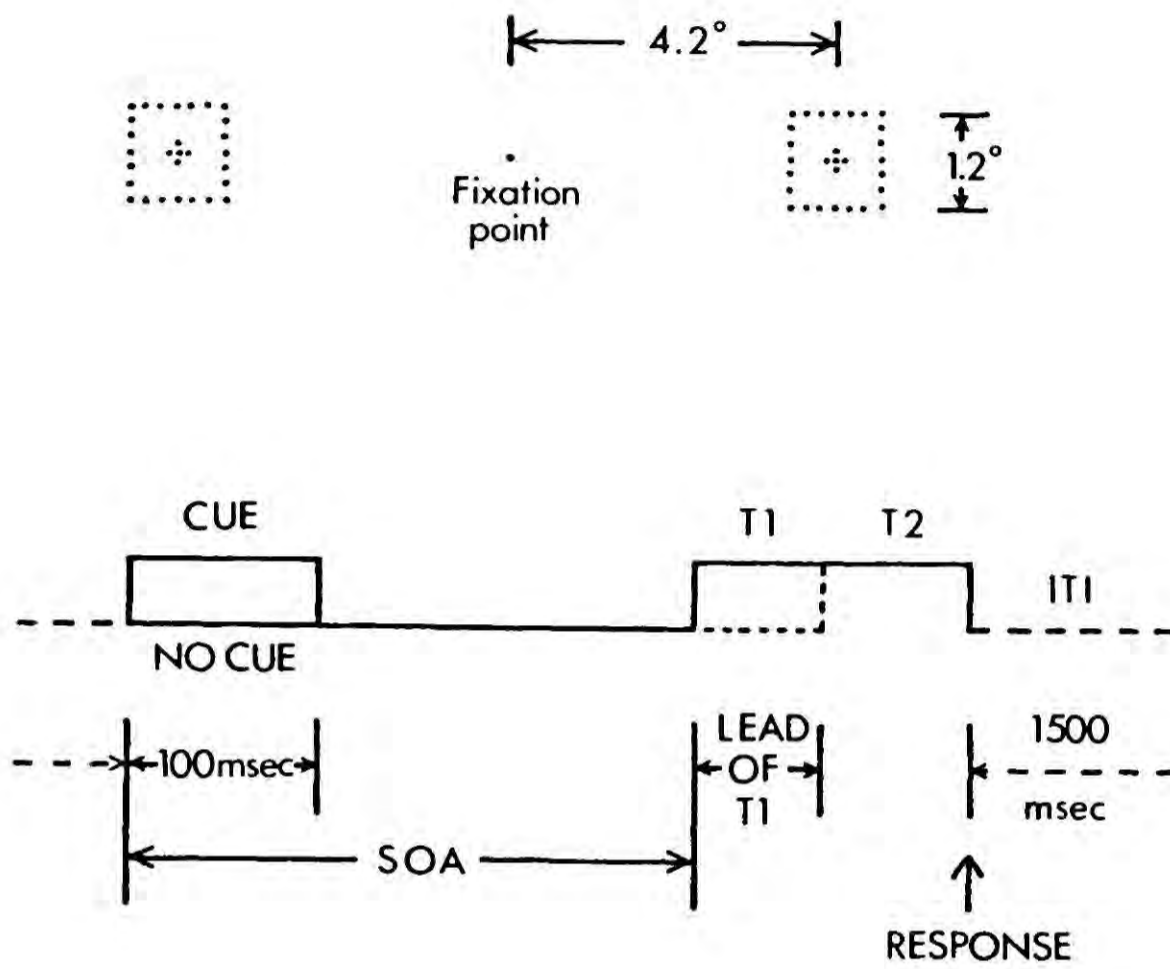 4.2°
1.2°
Fixation
point
CUE
T1
T2
ITI
NO CUE
100msec
LEAD
OF
T1
1500
msec
SOA
RESPONSE